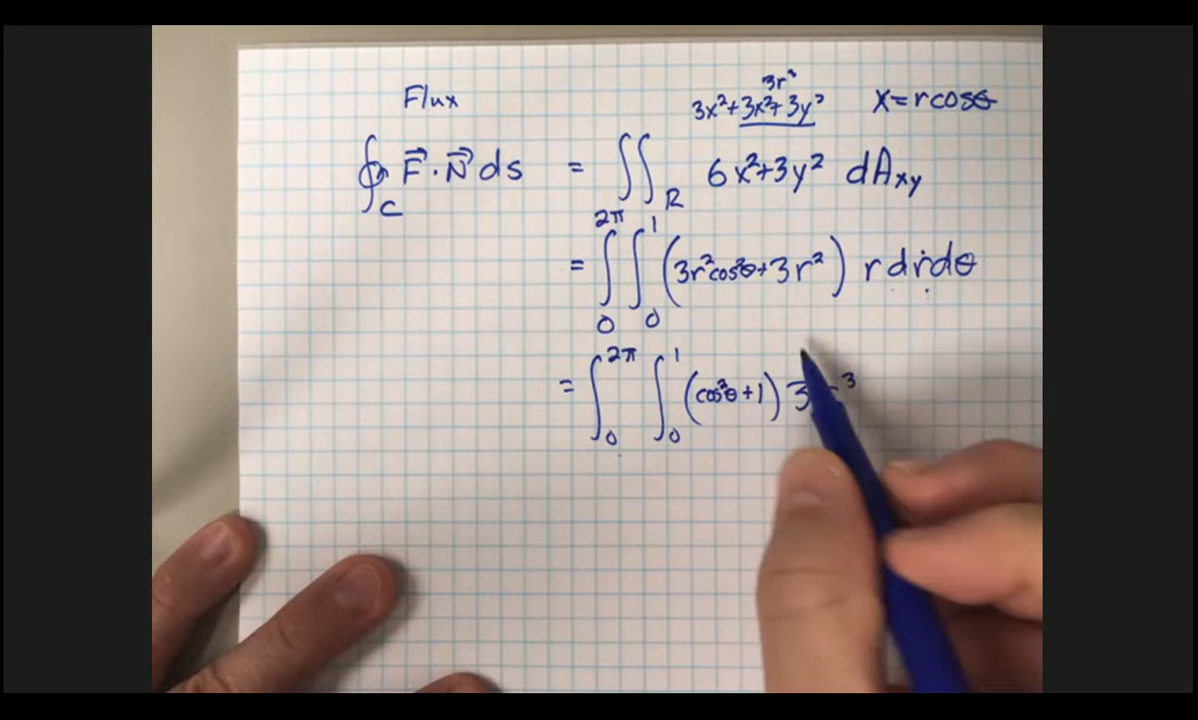 Flux
3r²
3x²+3x²+3y² x=rcosθ
∮_C F⃗·N⃗ ds = ∬_R 6x²+3y² dA_xy
= ∫_0^2π ∫_0^1 (3r²cos²θ+3r²) r dr dθ
= ∫_0^2π ∫_0^1 (cos²θ+1) 3 ³